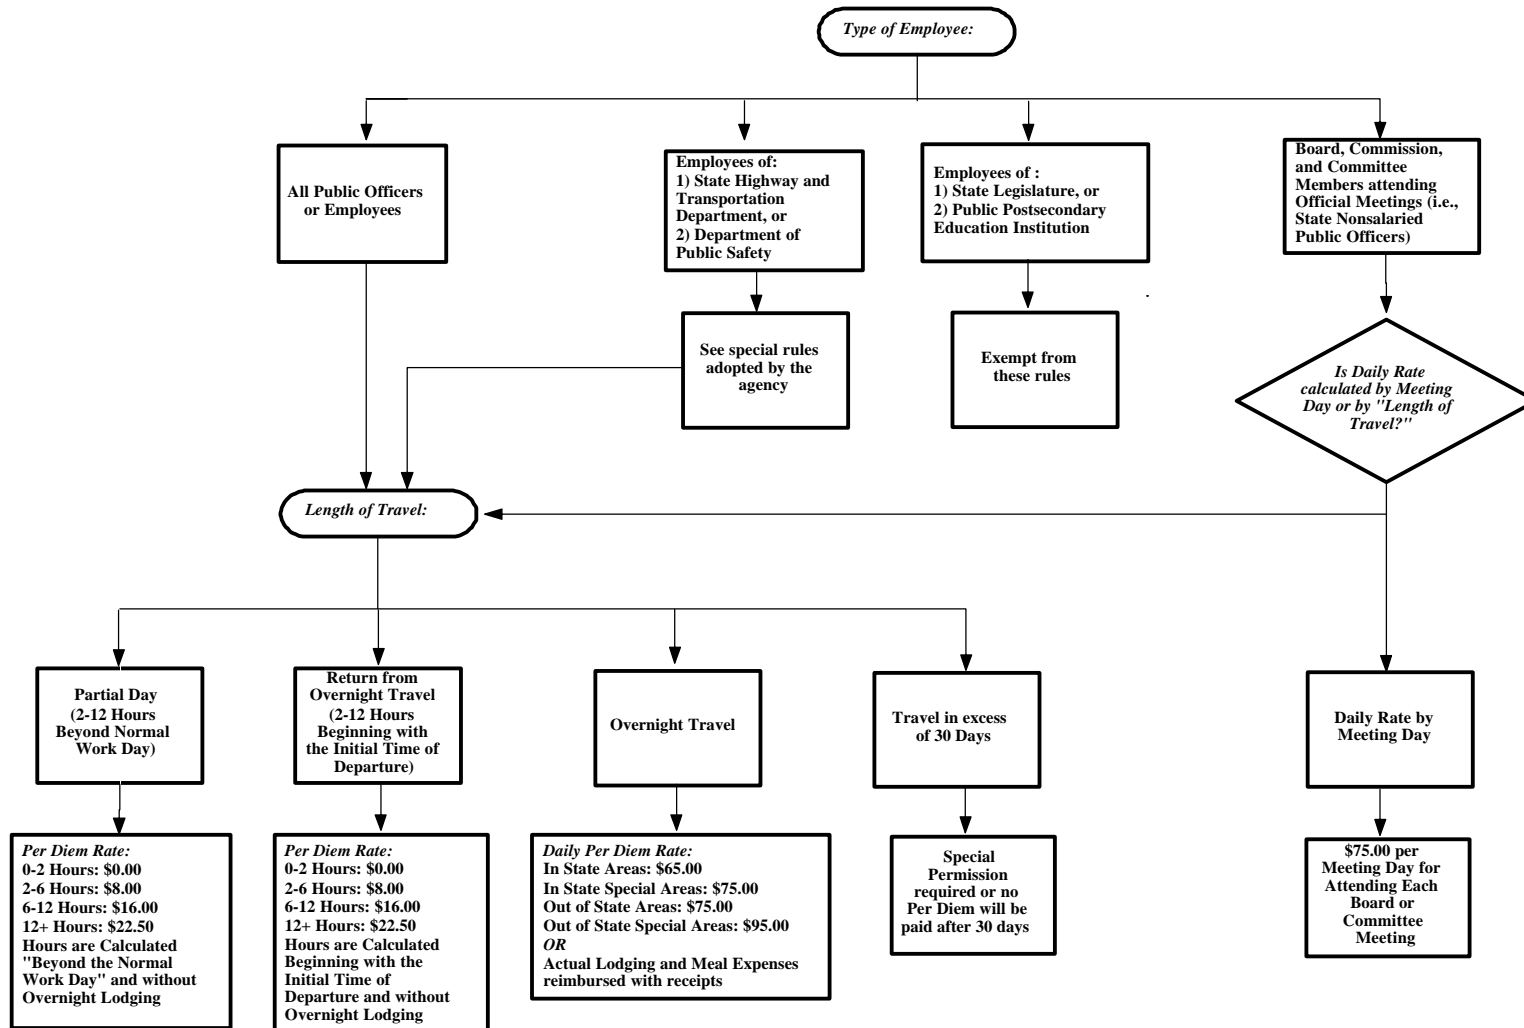 Type of Employee:
All Public Officers
or Employees
Employees of:
1) State Highway and
Transportation
Department, or
2) Department of
Public Safety
Employees of :
1) State Legislature, or
2) Public Postsecondary
Education Institution
Board, Commission,
and Committee
Members attending
Official Meetings (i.e.,
State Nonsalaried
Public Officers)
See special rules
adopted by the
agency
Exempt from
these rules
Is Daily Rate
calculated by Meeting
Day or by "Length of
Travel?"
Length of Travel:
Partial Day
(2-12 Hours
Beyond Normal
Work Day)
Return from
Overnight Travel
(2-12 Hours
Beginning with
the Initial Time of
Departure)
Overnight Travel
Travel in excess
of 30 Days
Daily Rate by
Meeting Day
Per Diem Rate:
0-2 Hours: $0.00
2-6 Hours: $8.00
6-12 Hours: $16.00
12+ Hours: $22.50
Hours are Calculated
"Beyond the Normal
Work Day" and without
Overnight Lodging
Per Diem Rate:
0-2 Hours: $0.00
2-6 Hours: $8.00
6-12 Hours: $16.00
12+ Hours: $22.50
Hours are Calculated
Beginning with the
Initial Time of
Departure and without
Overnight Lodging
Daily Per Diem Rate:
In State Areas: $65.00
In State Special Areas: $75.00
Out of State Areas: $75.00
Out of State Special Areas: $95.00
OR
Actual Lodging and Meal Expenses
reimbursed with receipts
Special
Permission
required or no
Per Diem will be
paid after 30 days
$75.00 per
Meeting Day for
Attending Each
Board or
Committee
Meeting